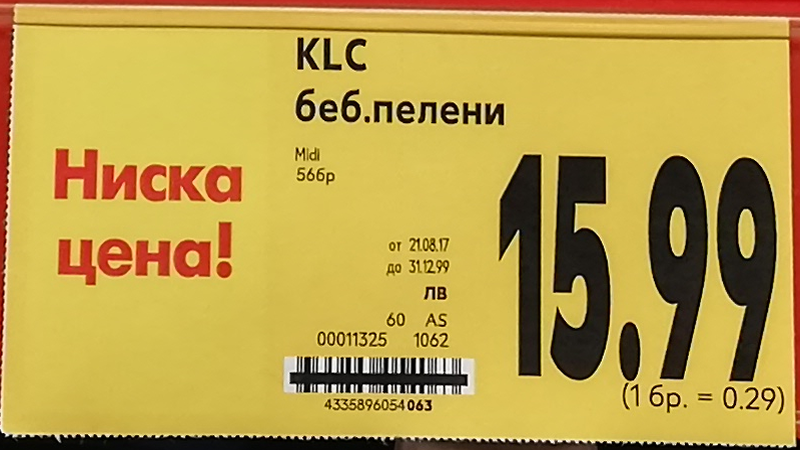 KLC
беб.пелени
Ниска
цена!
Midi
56бр
15.99
от 21.08.17
до 31.12.99
лв
60 AS
00011325 1062
4335896054063
(1 бр. = 0.29)